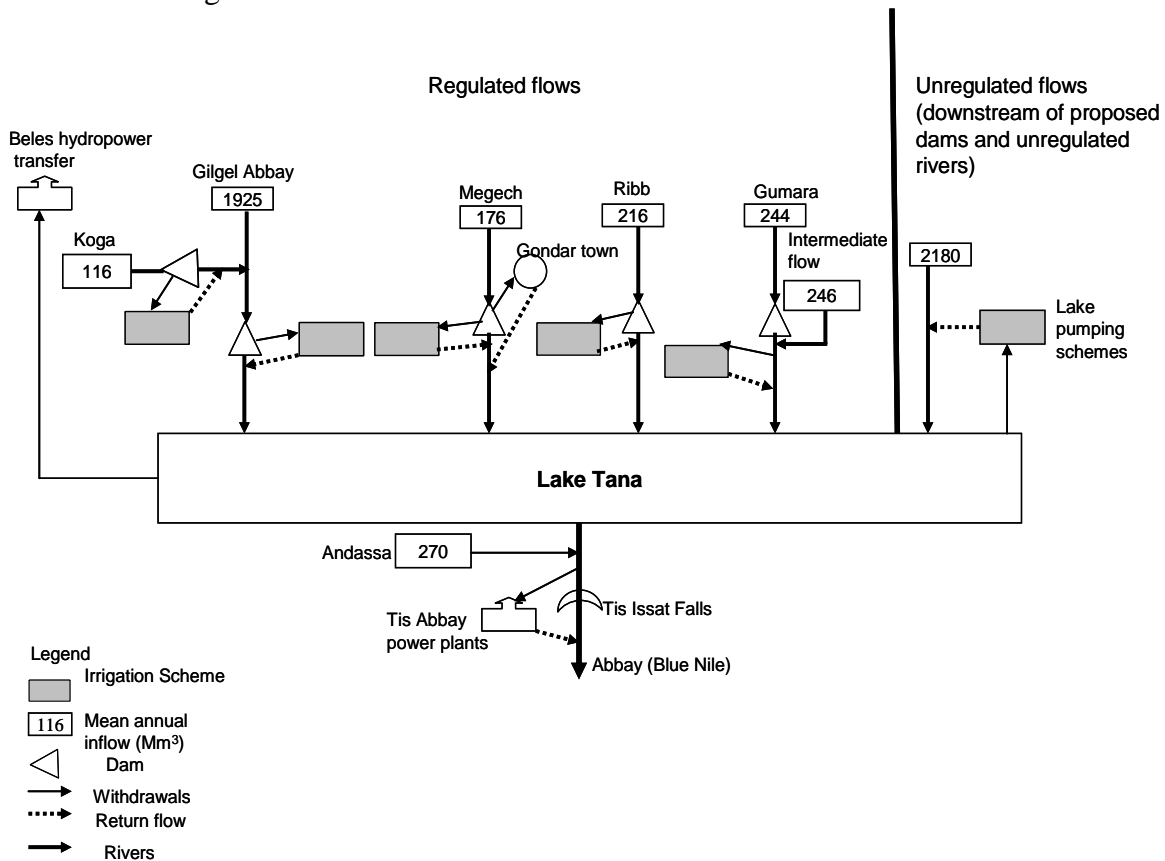 Regulated flows
Unregulated flows
(downstream of proposed
dams and unregulated
rivers)
Beles hydropower
transfer
Gilgel Abbay
1925
Koga
116
Megech
176
Gondar town
Ribb
216
Gumara
244
Intermediate
flow
246
2180
Lake
pumping
schemes
Lake Tana
Andassa
270
Tis Issat Falls
Tis Abbay
power plants
Abbay (Blue Nile)
Legend
Irrigation Scheme
116
Mean annual
inflow (Mm³)
Dam
Withdrawals
Return flow
Rivers